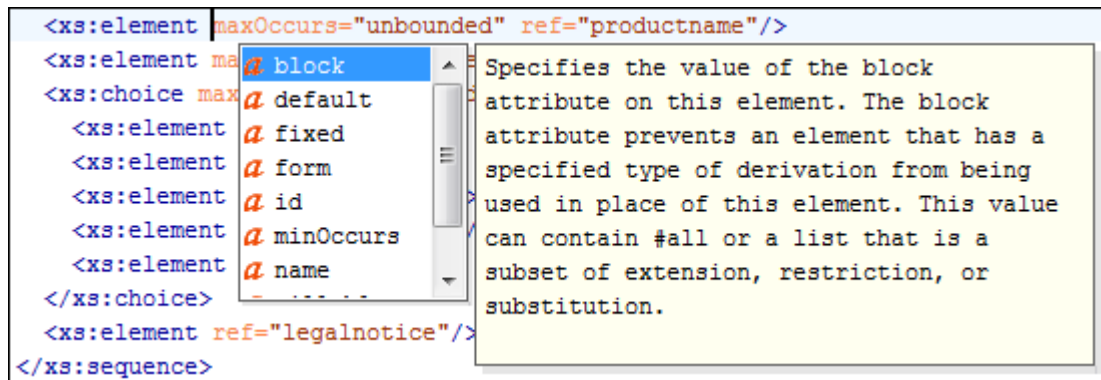 <xs:element maxOccurs="unbounded" ref="productname"/>
<xs:element ma
<xs:choice max
<xs:element
<xs:element
<xs:element
<xs:element
<xs:element
</xs:choice>
<xs:element ref="legalnotice"/>
</xs:sequence>
a block
a default
a fixed
a form
a id
a minOccurs
a name
Specifies the value of the block
attribute on this element. The block
attribute prevents an element that has a
specified type of derivation from being
used in place of this element. This value
can contain #all or a list that is a
subset of extension, restriction, or
substitution.